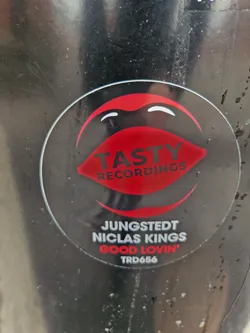 TASTY
RECORDINGS
JUNGSTEDT
NICLAS KINGS
GOOD LOVIN'
TRD656